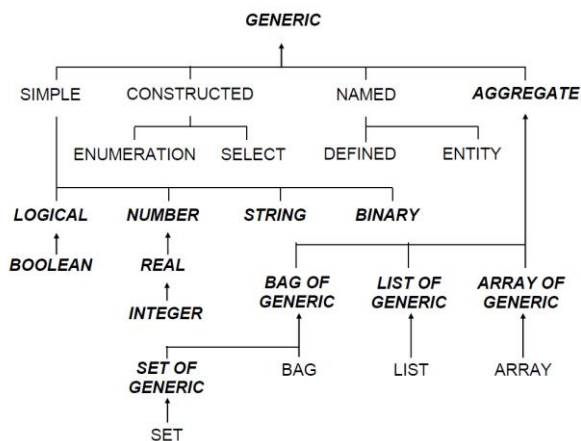 GENERIC
SIMPLE CONSTRUCTED NAMED AGGREGATE
ENUMERATION SELECT DEFINED ENTITY
LOGICAL NUMBER STRING BINARY
BOOLEAN REAL
BAG OF GENERIC LIST OF GENERIC ARRAY OF GENERIC
INTEGER
SET OF GENERIC BAG LIST ARRAY
SET